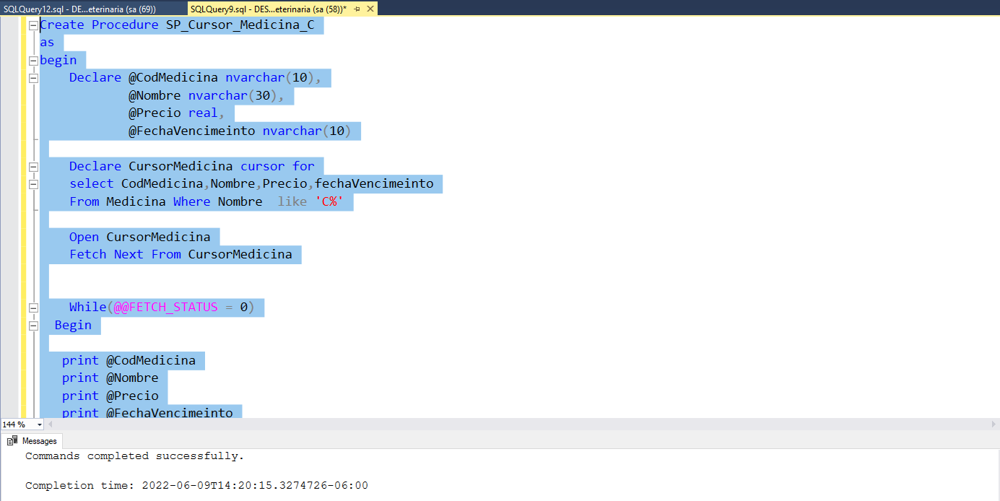 SQLQuery12.sql - DE...eterinaria (sa (69))
SQLQuery9.sql - DES...eterinaria (sa (58))*
Create Procedure SP_Cursor_Medicina_C
as
begin
Declare @CodMedicina nvarchar(10),
@Nombre nvarchar(30),
@Precio real,
@FechaVencimeinto nvarchar(10)
Declare CursorMedicina cursor for
select CodMedicina,Nombre,Precio,fechaVencimeinto
From Medicina Where Nombre  like 'C%'
Open CursorMedicina
Fetch Next From CursorMedicina
While(@@FETCH_STATUS = 0)
Begin
print @CodMedicina
print @Nombre
print @Precio
print @FechaVencimeinto
144 %
Messages
Commands completed successfully.
Completion time: 2022-06-09T14:20:15.3274726-06:00